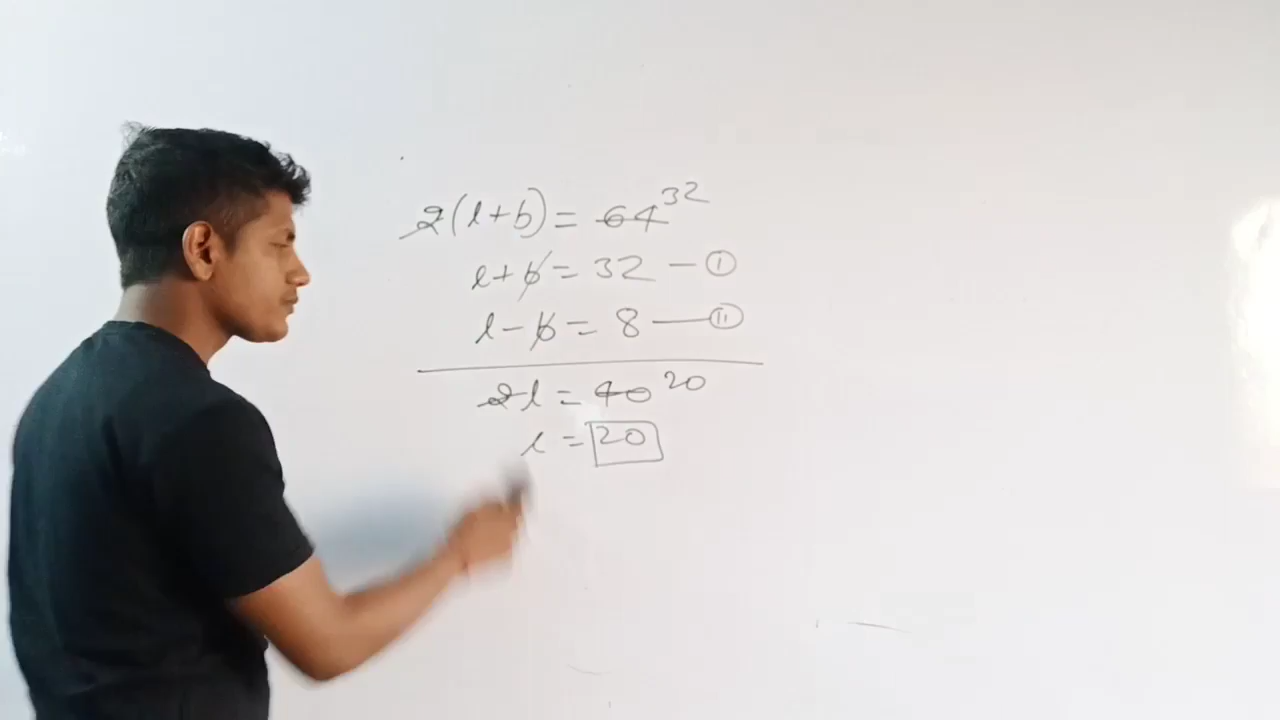 2(l+b) = 64 32
l+b = 32 — ①
l-b = 8 — ⑪
2l = 40 20
l = 20